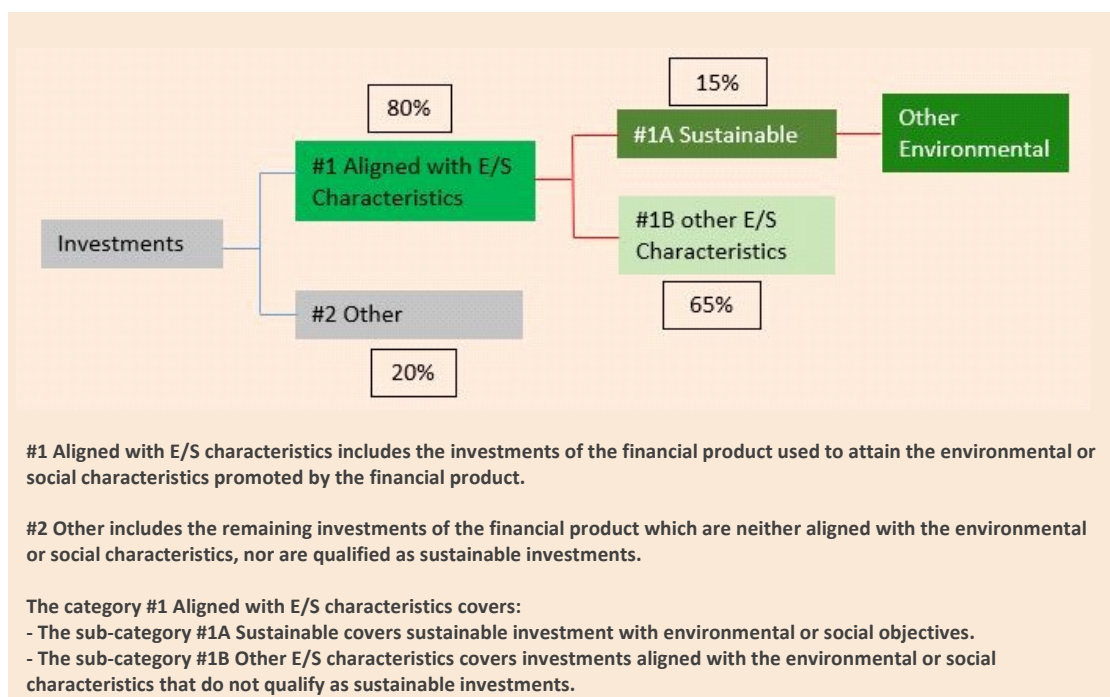 80%
15%
#1 Aligned with E/S
Characteristics
#1A Sustainable
Other
Environmental
Investments
#1B other E/S
Characteristics
65%
#2 Other
20%
#1 Aligned with E/S characteristics includes the investments of the financial product used to attain the environmental or
social characteristics promoted by the financial product.
#2 Other includes the remaining investments of the financial product which are neither aligned with the environmental
or social characteristics, nor are qualified as sustainable investments.
The category #1 Aligned with E/S characteristics covers:
- The sub-category #1A Sustainable covers sustainable investment with environmental or social objectives.
- The sub-category #1B Other E/S characteristics covers investments aligned with the environmental or social
characteristics that do not qualify as sustainable investments.